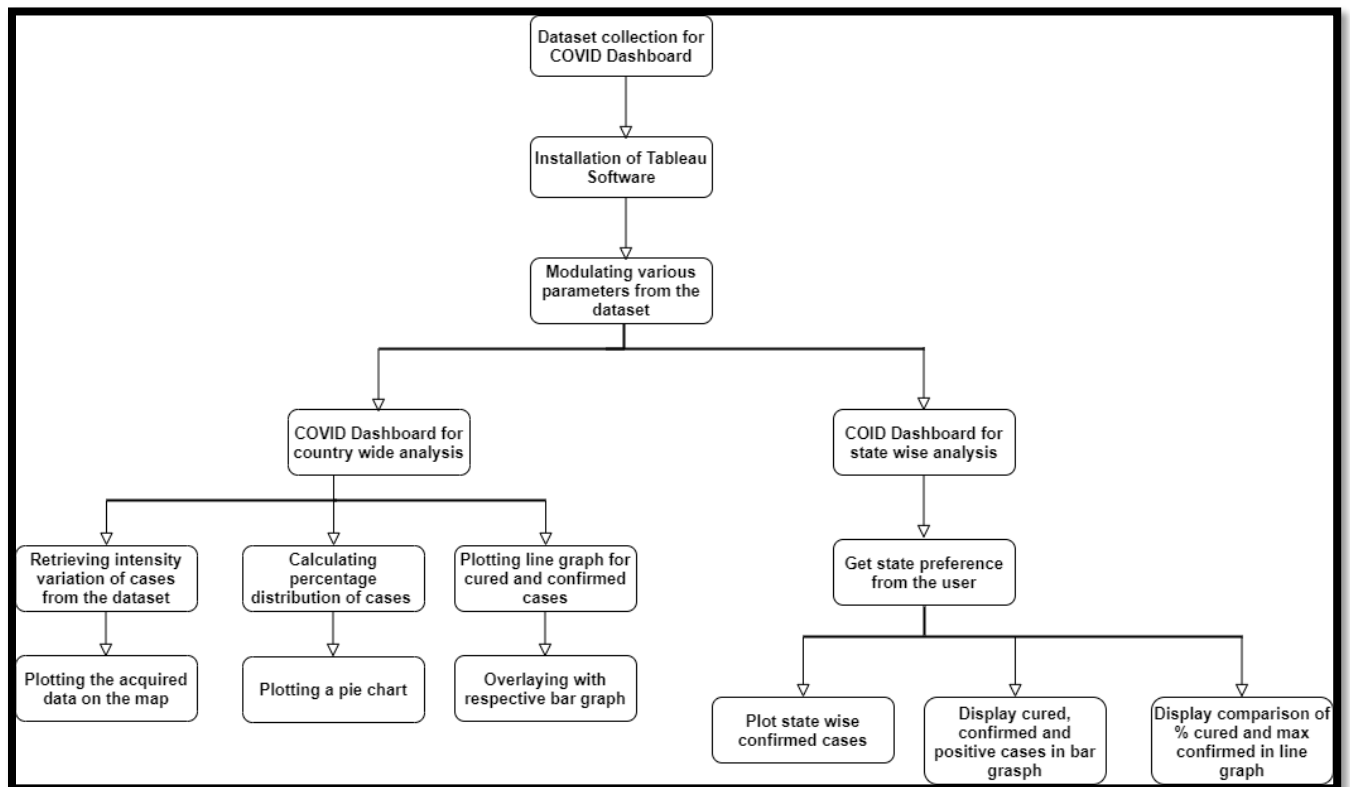 Dataset collection for
COVID Dashboard
Installation of Tableau
Software
Modulating various
parameters from the
dataset
COVID Dashboard for
country wide analysis
COID Dashboard for
state wise analysis
Retrieving intensity
variation of cases
from the dataset
Calculating
percentage
distribution of cases
Plotting line graph for
cured and confirmed
cases
Get state preference
from the user
Plotting the acquired
data on the map
Plotting a pie chart
Overlaying with
respective bar graph
Plot state wise
confirmed cases
Display cured,
confirmed and
positive cases in bar
grasph
Display comparison of
% cured and max
confirmed in line
graph